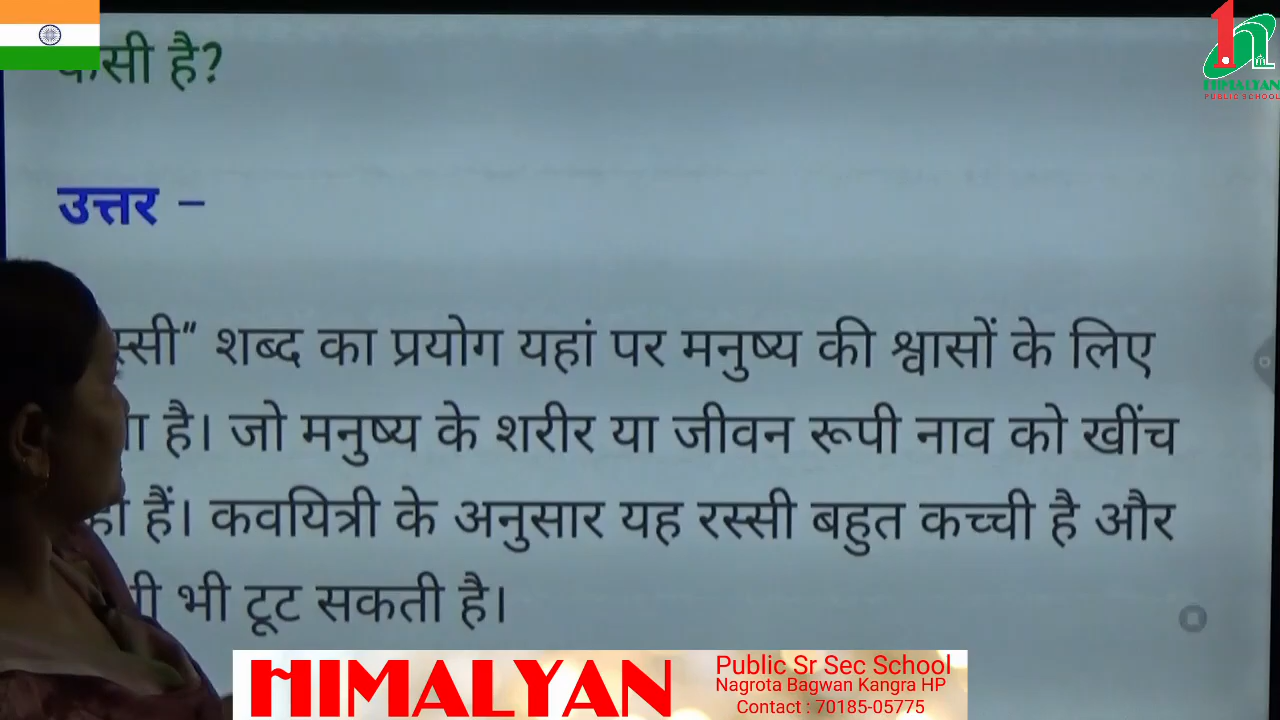 सी है?
उत्तर –
स्सी” शब्द का प्रयोग यहां पर मनुष्य की श्वासों के लिए
है। जो मनुष्य के शरीर या जीवन रूपी नाव को खींच
हैं। कवयित्री के अनुसार यह रस्सी बहुत कच्ची है और
भी टूट सकती है।
HIMALYAN
PUBLIC SCHOOL
HIMALYAN
Public Sr Sec School
Nagrota Bagwan Kangra HP
Contact : 70185-05775